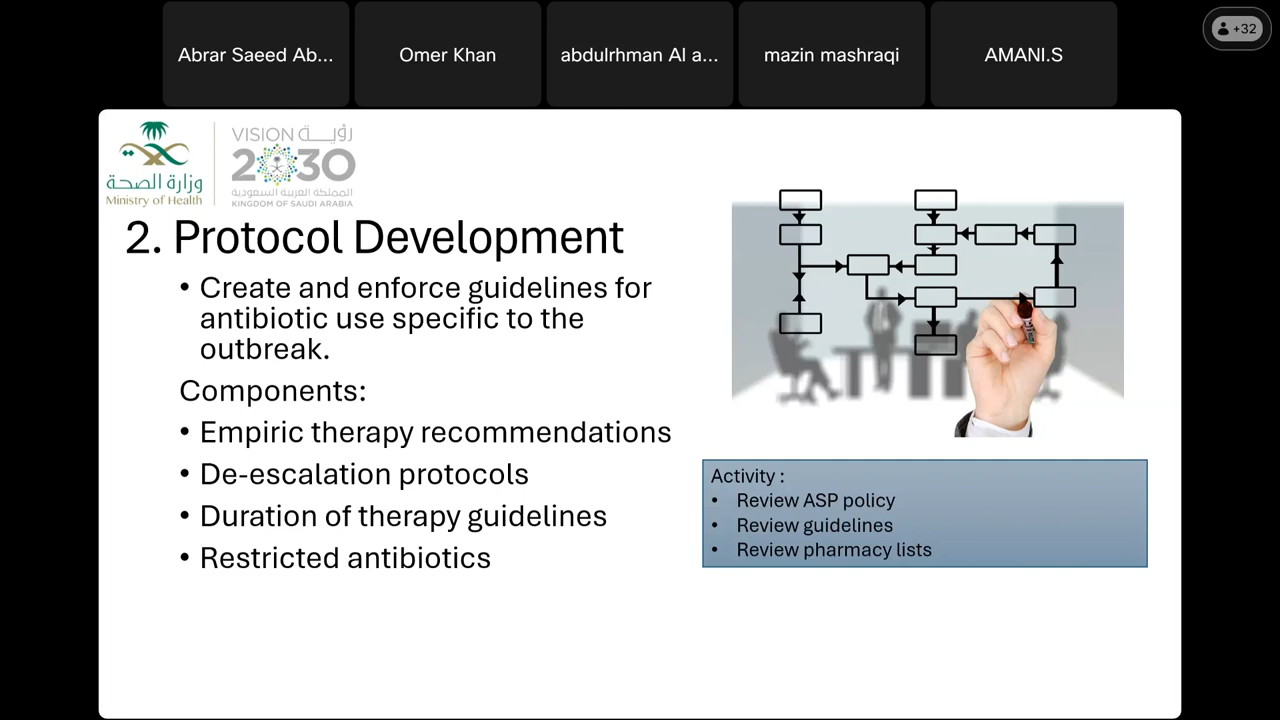 Abrar Saeed Ab...
Omer Khan
abdulrhman Al a...
mazin mashraqi
AMANI.S
+32
وزارة الصحة
Ministry of Health
VISION رؤيــــة
2030
المملكة العربية السعودية
KINGDOM OF SAUDI ARABIA
2. Protocol Development
• Create and enforce guidelines for
antibiotic use specific to the
outbreak.
Components:
• Empiric therapy recommendations
• De-escalation protocols
• Duration of therapy guidelines
• Restricted antibiotics
Activity :
• Review ASP policy
• Review guidelines
• Review pharmacy lists